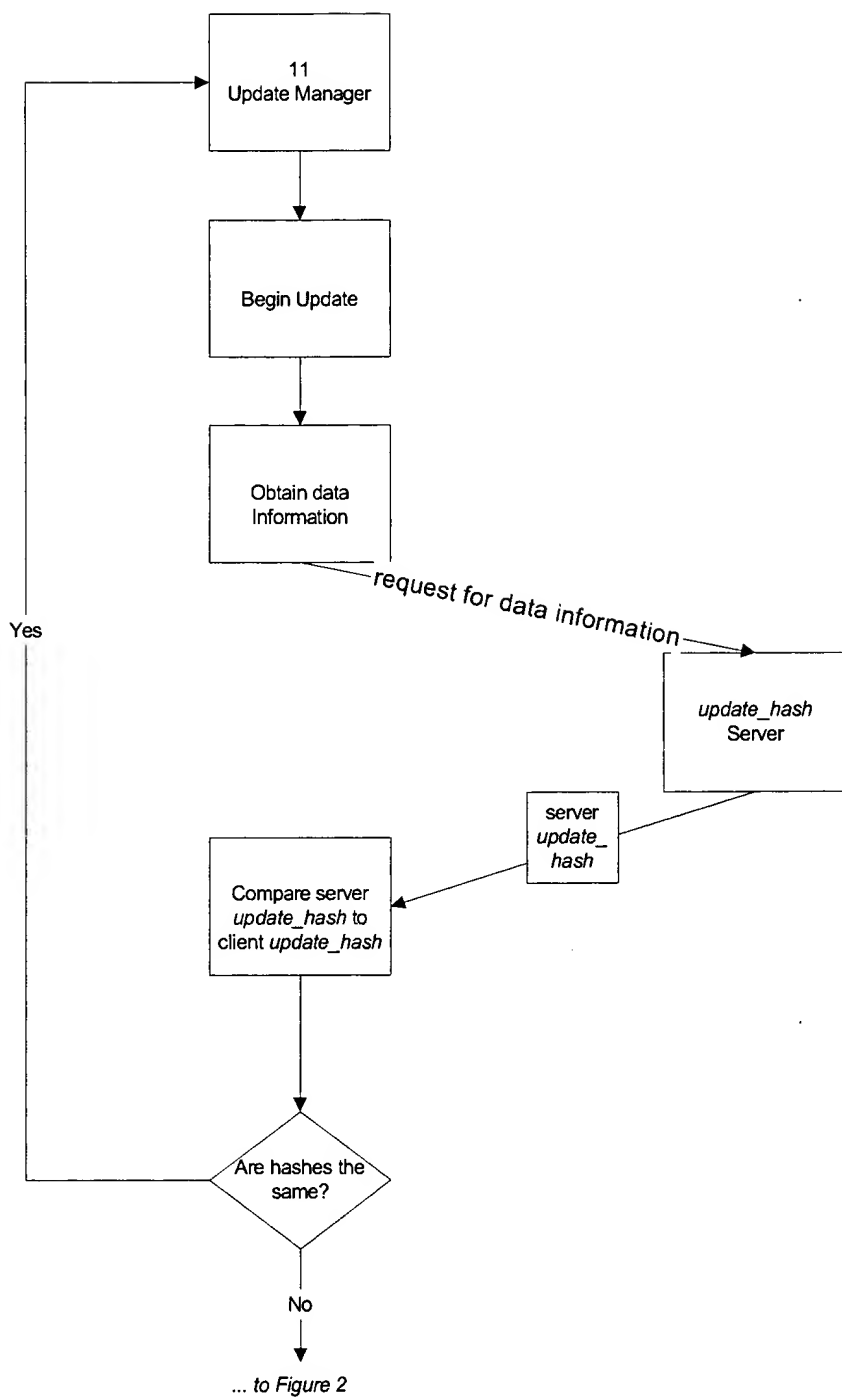 11
Update Manager
Begin Update
Obtain data
Information
request for data information
Yes
update_hash
Server
server
update_
hash
Compare server
update_hash to
client update_hash
Are hashes the
same?
No
... to Figure 2